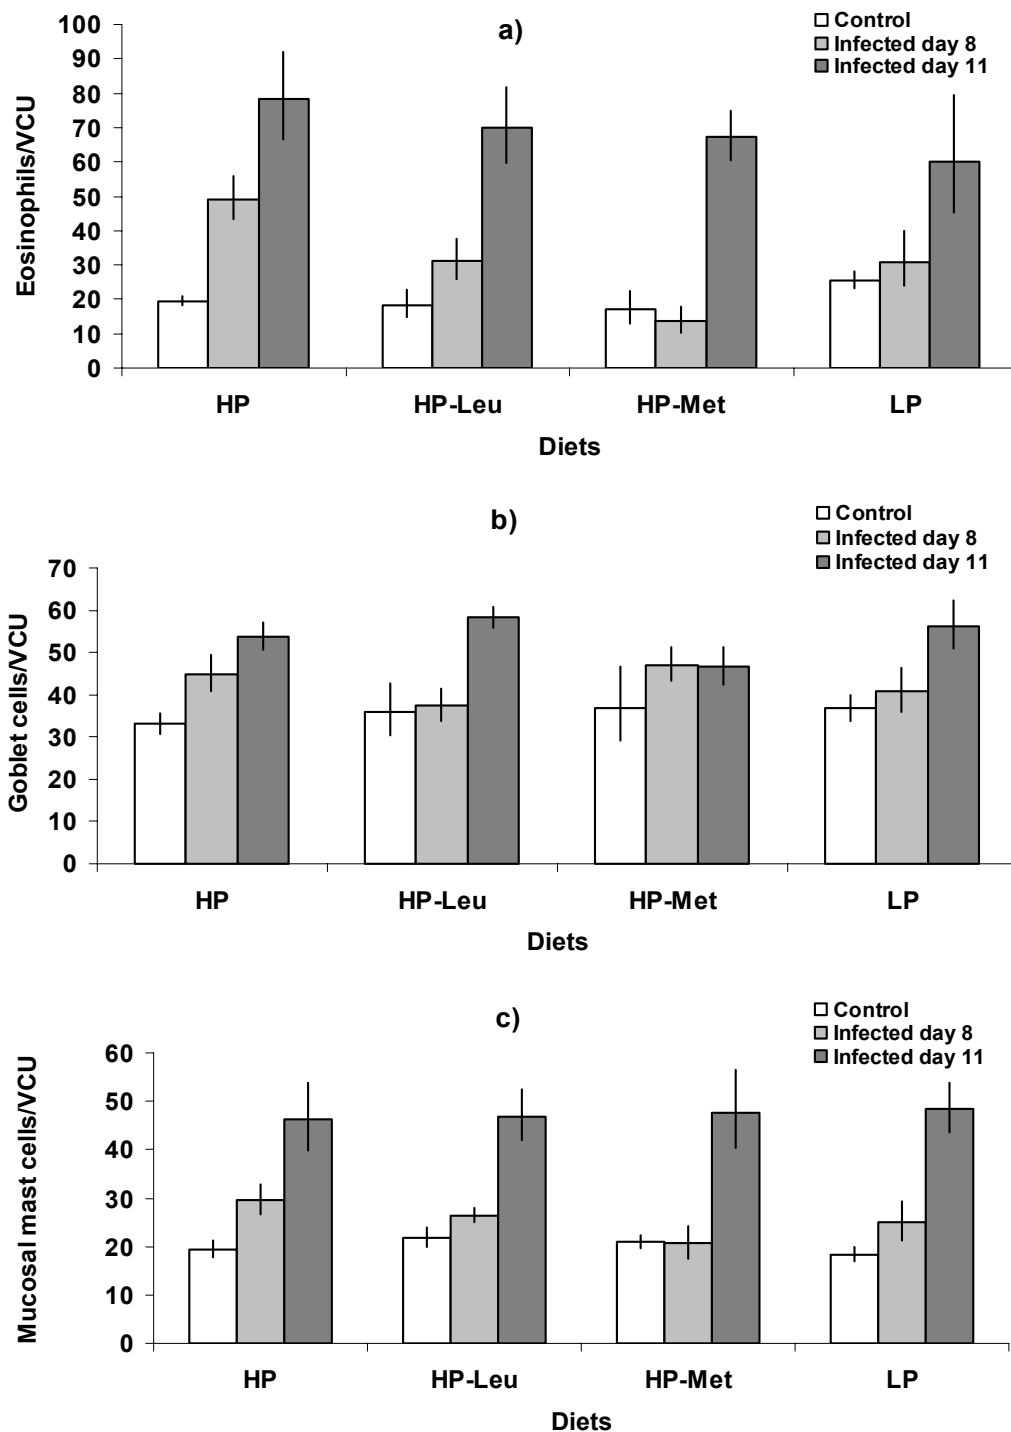 a)
Control
Infected day 8
Infected day 11
Eosinophils/VCU
100
90
80
70
60
50
40
30
20
10
0
HP HP-Leu HP-Met LP
Diets
b)
Control
Infected day 8
Infected day 11
Goblet cells/VCU
70
60
50
40
30
20
10
0
HP HP-Leu HP-Met LP
Diets
c)
Control
Infected day 8
Infected day 11
Mucosal mast cells/VCU
60
50
40
30
20
10
0
HP HP-Leu HP-Met LP
Diets